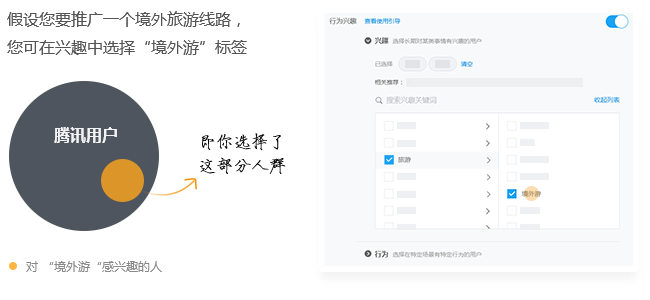 假设您要推广一个境外旅游线路，
您可在兴趣中选择“境外游”标签
腾讯用户
即你选择了
这部分人群
对 “境外游“感兴趣的人
行为兴趣 查看使用引导
兴趣 选择长期对某类事情有兴趣的用户
已选择 清空
相关推荐：
搜索兴趣关键词 收起列表
旅游
境外游
行为 选择在特定场景有特定行为的用户